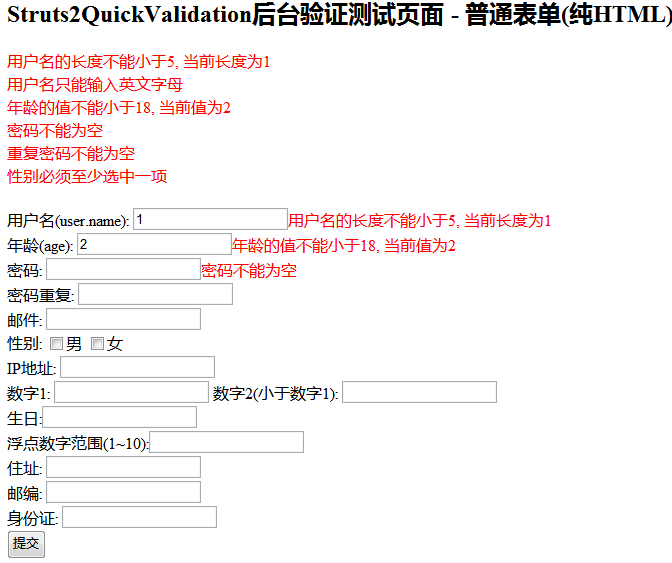 Struts2QuickValidation后台验证测试页面 - 普通表单(纯HTML)
用户名的长度不能小于5, 当前长度为1
用户名只能输入英文字母
年龄的值不能小于18, 当前值为2
密码不能为空
重复密码不能为空
性别必须至少选中一项
用户名(user.name): 1 用户名的长度不能小于5, 当前长度为1
年龄(age): 2 年龄的值不能小于18, 当前值为2
密码: 密码不能为空
密码重复:
邮件:
性别: 男 女
IP地址:
数字1: 数字2(小于数字1):
生日:
浮点数字范围(1~10):
住址:
邮编:
身份证:
提交